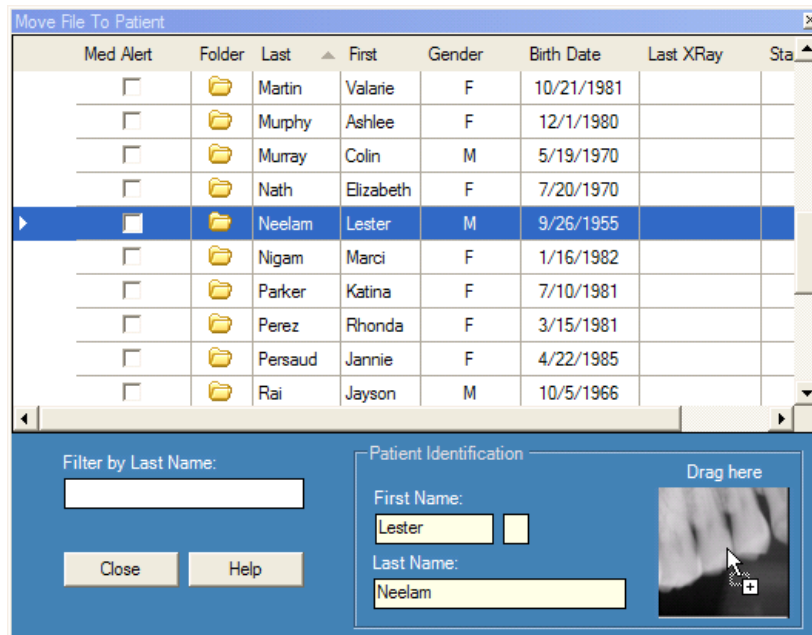 Move File To Patient
Med Alert Folder Last First Gender Birth Date Last XRay Sta
Martin Valarie F 10/21/1981
Murphy Ashlee F 12/1/1980
Murray Colin M 5/19/1970
Nath Elizabeth F 7/20/1970
Neelam Lester M 9/26/1955
Nigam Marci F 1/16/1982
Parker Katina F 7/10/1981
Perez Rhonda F 3/15/1981
Persaud Jannie F 4/22/1985
Rai Jayson M 10/5/1966
Filter by Last Name:
Close Help
Patient Identification
First Name:
Lester
Last Name:
Neelam
Drag here